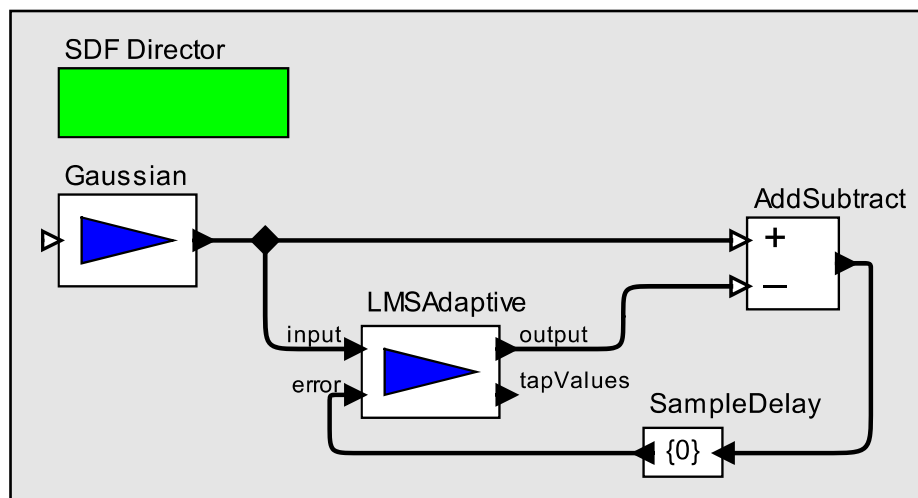 SDF Director
Gaussian
AddSubtract
+
–
LMSAdaptive
input
output
error
tapValues
SampleDelay
{0}